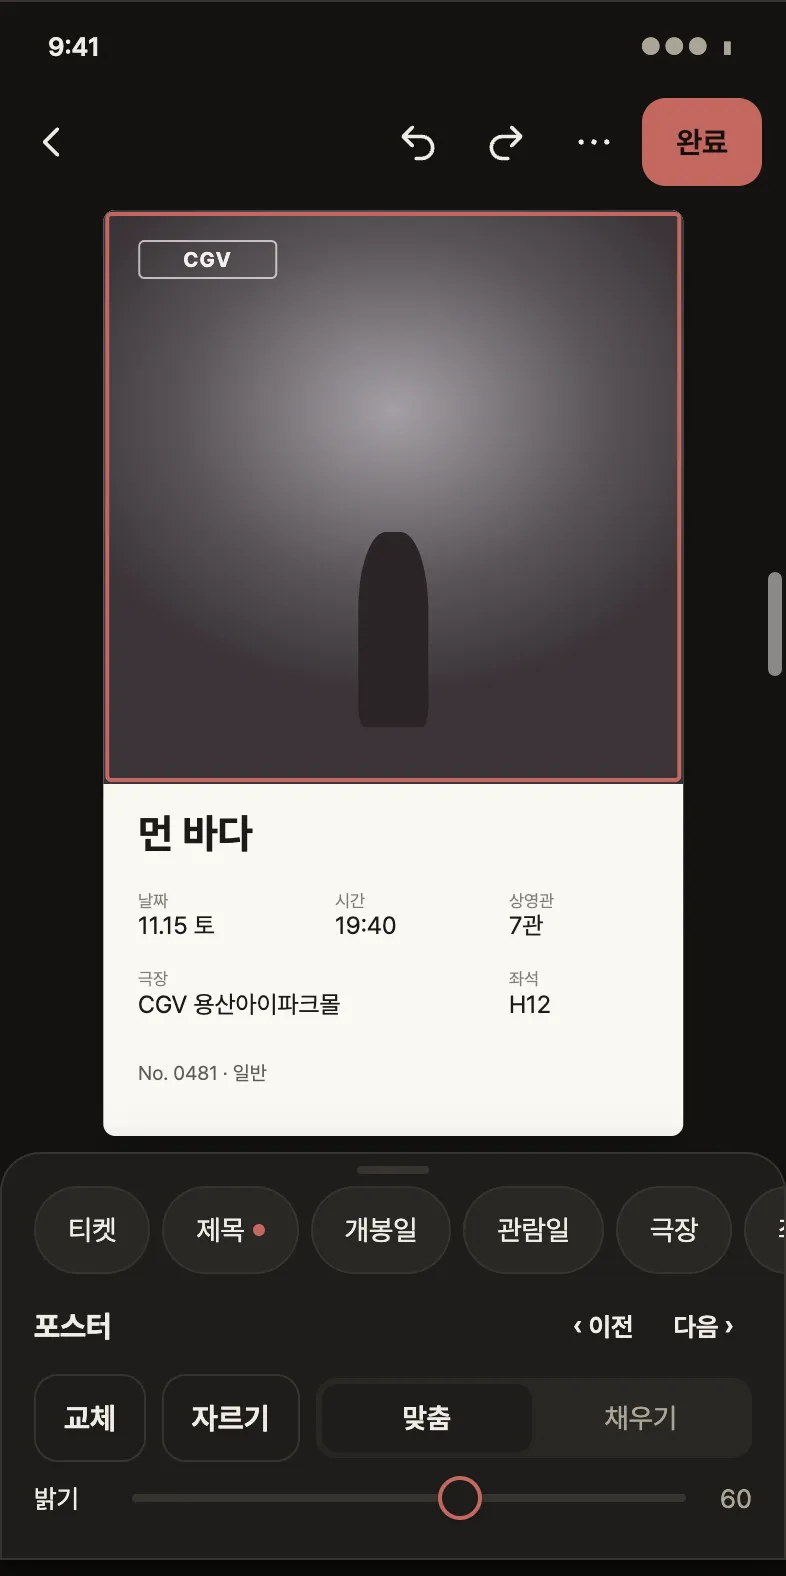 9:41
완료
CGV
먼 바다
날짜 시간 상영관
11.15 토 19:40 7관
극장 좌석
CGV 용산아이파크몰 H12
No. 0481 · 일반
티켓 제목 개봉일 관람일 극장
포스터 ‹ 이전 다음 ›
교체 자르기 맞춤 채우기
밝기 60